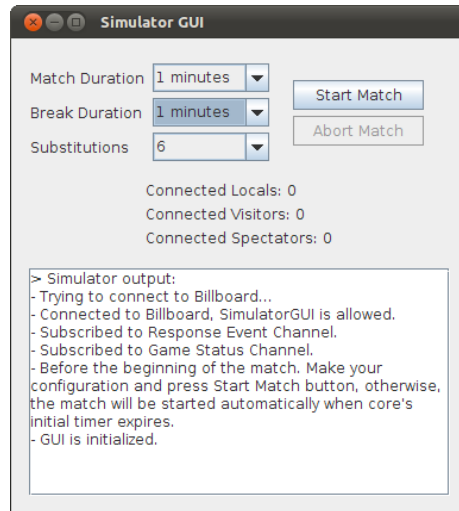 Simulator GUI
Match Duration 1 minutes
Start Match
Break Duration 1 minutes
Abort Match
Substitutions 6
Connected Locals: 0
Connected Visitors: 0
Connected Spectators: 0
> Simulator output:
- Trying to connect to Billboard...
- Connected to Billboard, SimulatorGUI is allowed.
- Subscribed to Response Event Channel.
- Subscribed to Game Status Channel.
- Before the beginning of the match. Make your
configuration and press Start Match button, otherwise,
the match will be started automatically when core's
initial timer expires.
- GUI is initialized.